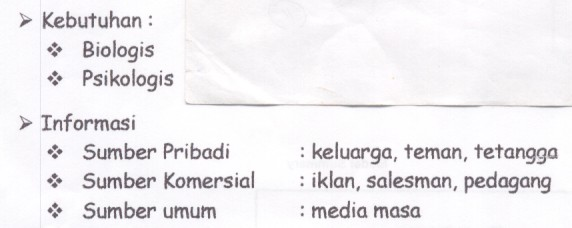 ➢ Kebutuhan :
❖ Biologis
❖ Psikologis
➢ Informasi
❖ Sumber Pribadi : keluarga, teman, tetangga
❖ Sumber Komersial : iklan, salesman, pedagang
❖ Sumber umum : media masa